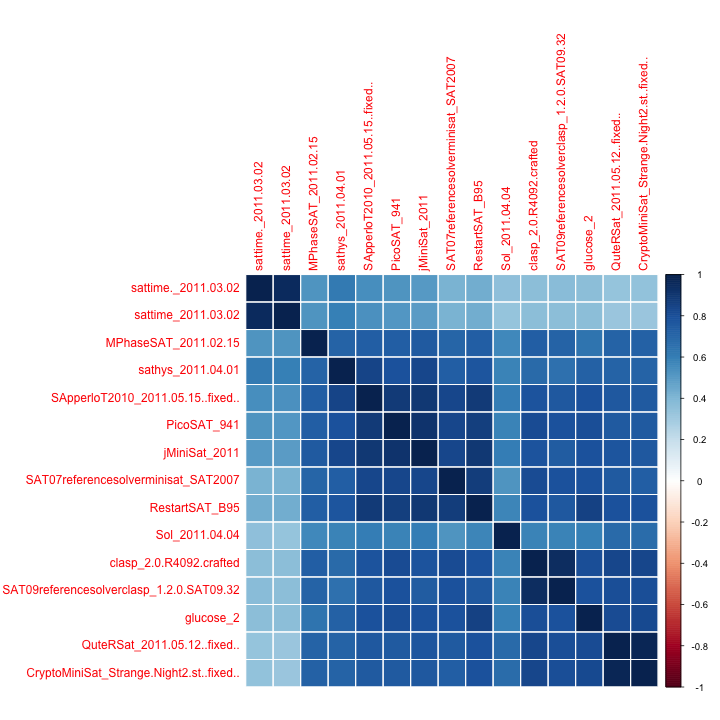 sattime._2011.03.02
sattime_2011.03.02
MPhaseSAT_2011.02.15
sathys_2011.04.01
SApperloT2010_2011.05.15..fixed..
PicoSAT_941
jMiniSat_2011
SAT07referencesolverminisat_SAT2007
RestartSAT_B95
Sol_2011.04.04
clasp_2.0.R4092.crafted
SAT09referencesolverclasp_1.2.0.SAT09.32
glucose_2
QuteRSat_2011.05.12..fixed..
CryptoMiniSat_Strange.Night2.st..fixed..
sattime._2011.03.02
sattime_2011.03.02
MPhaseSAT_2011.02.15
sathys_2011.04.01
SApperloT2010_2011.05.15..fixed..
PicoSAT_941
jMiniSat_2011
SAT07referencesolverminisat_SAT2007
RestartSAT_B95
Sol_2011.04.04
clasp_2.0.R4092.crafted
SAT09referencesolverclasp_1.2.0.SAT09.32
glucose_2
QuteRSat_2011.05.12..fixed..
CryptoMiniSat_Strange.Night2.st..fixed..
1
0.8
0.6
0.4
0.2
0
-0.2
-0.4
-0.6
-0.8
-1